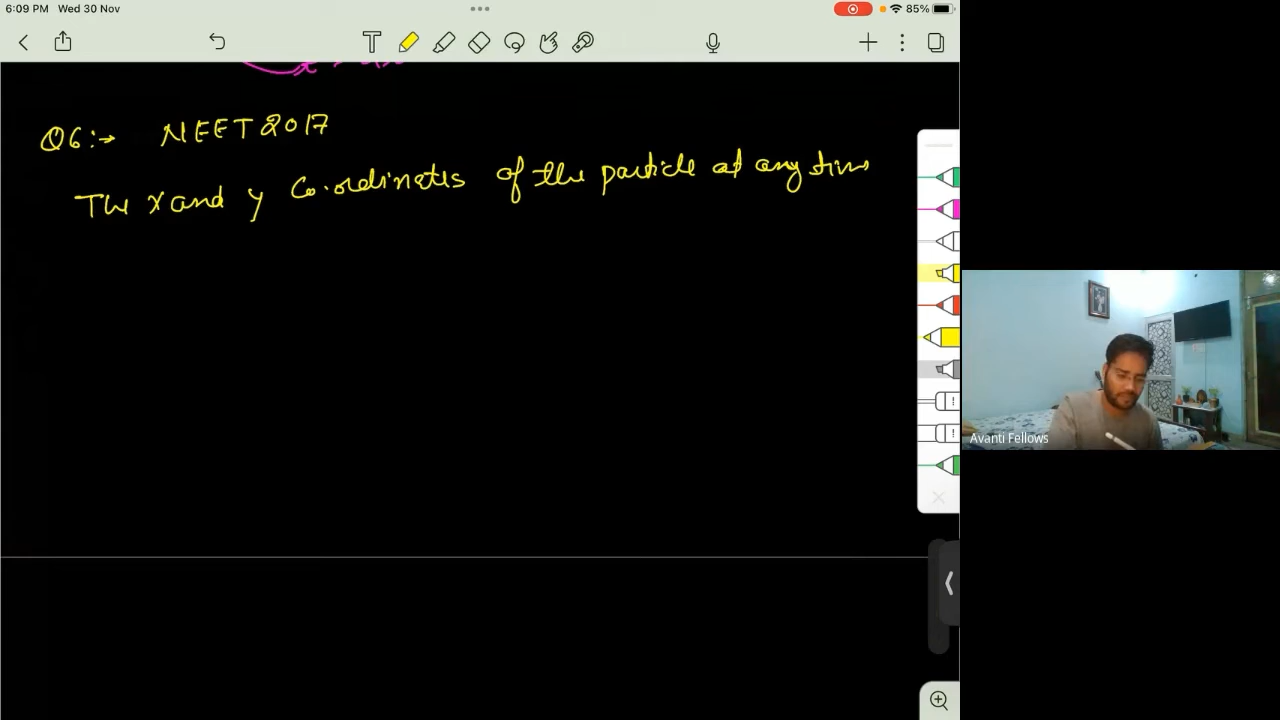 6:09 PM Wed 30 Nov
85%
Q6:→ NEET 2017
The x and y Co-ordinates of the particle at any time
Avanti Fellows